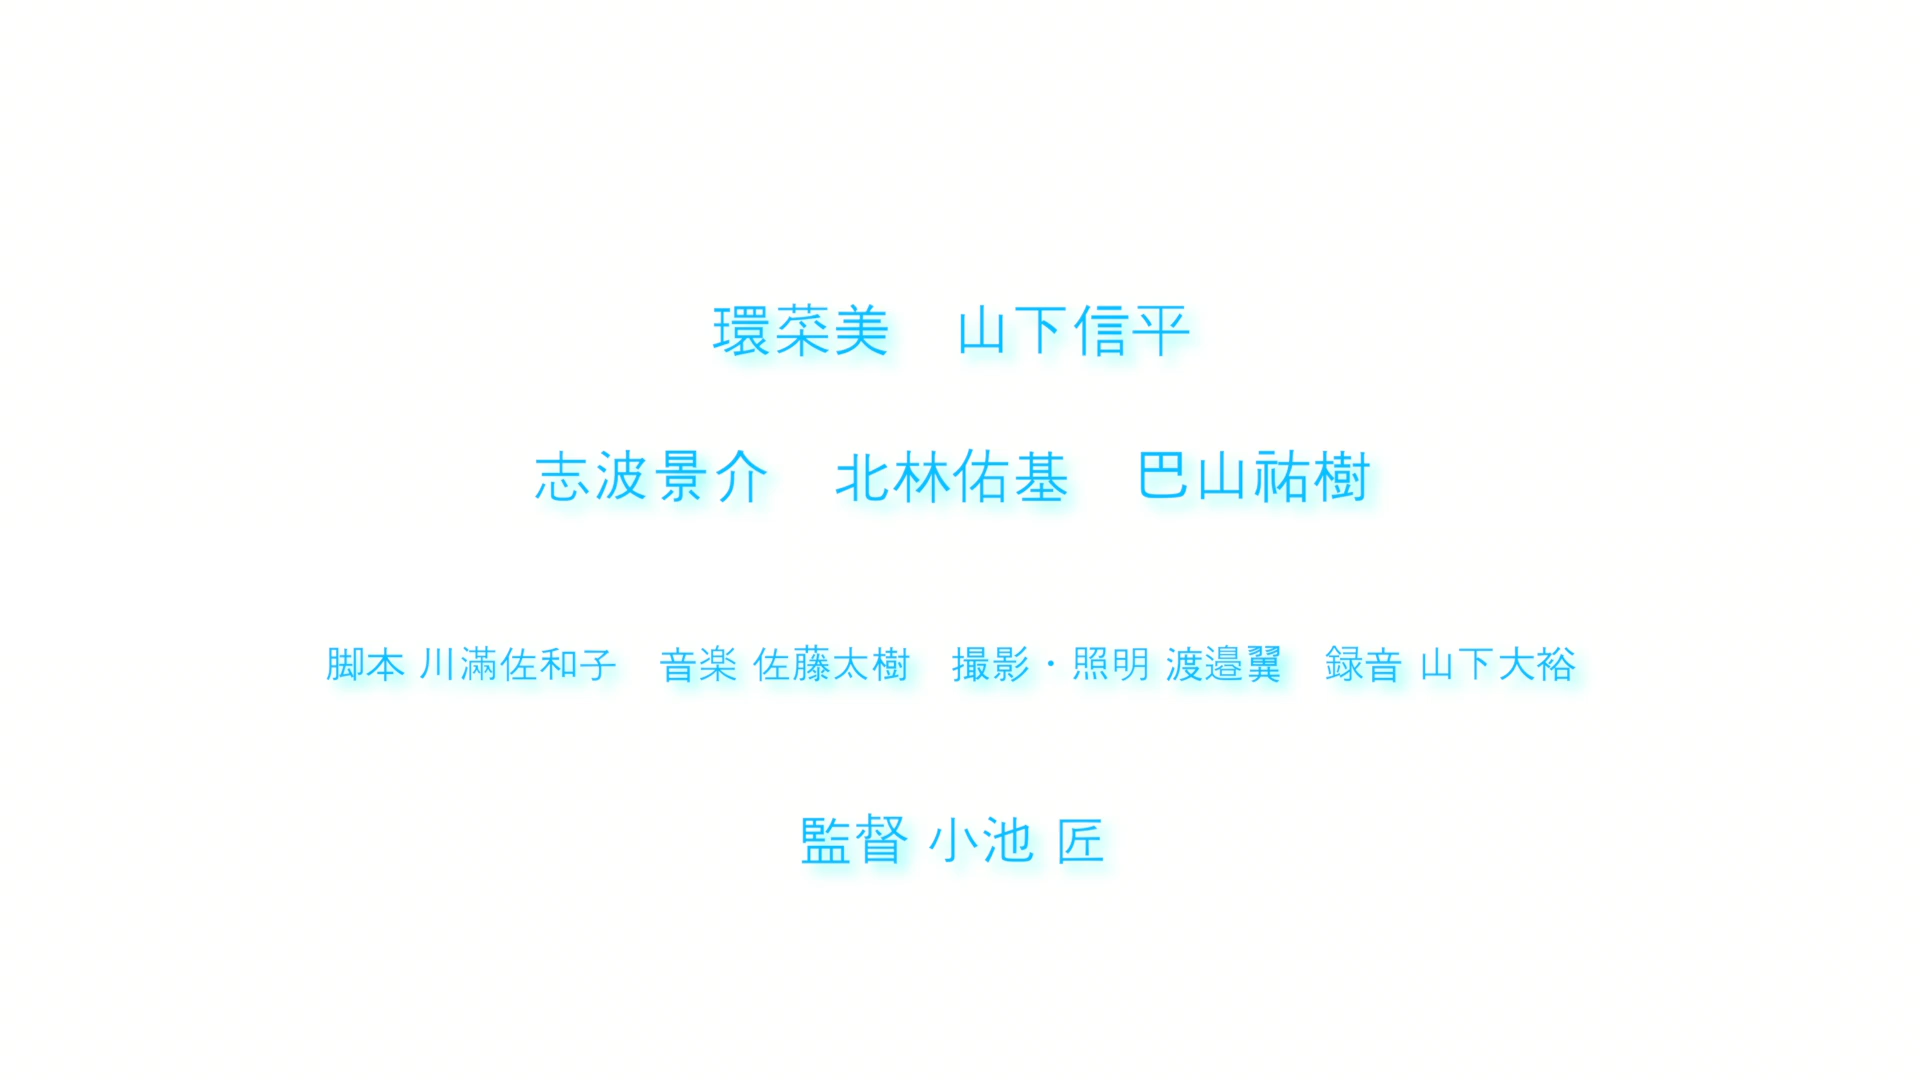 環菜美　山下信平
志波景介　北林佑基　巴山祐樹
脚本 川満佐和子　音楽 佐藤太樹　撮影・照明 渡邉翼　録音 山下大裕
監督 小池 匠